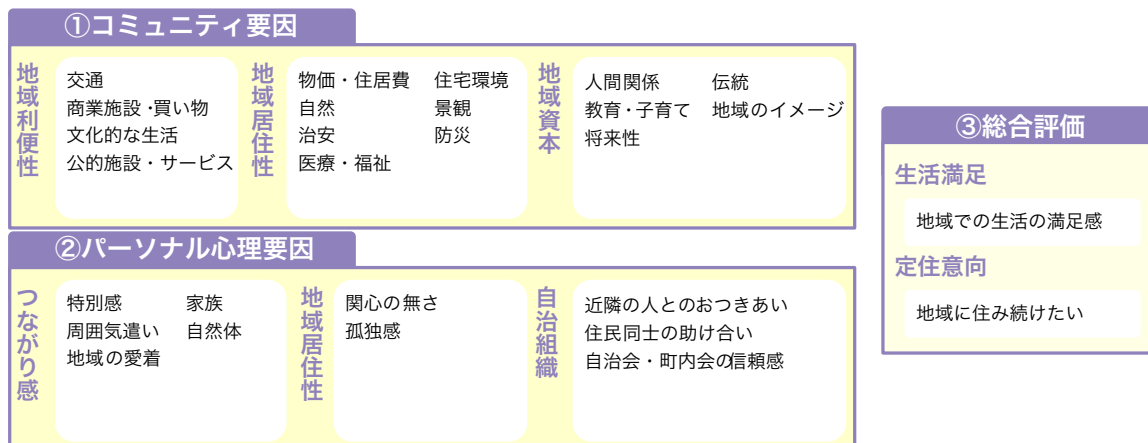 ①コミュニティ要因
地域利便性
交通
商業施設・買い物
文化的な生活
公的施設・サービス
地域居住性
物価・住居費 住宅環境
自然 景観
治安 防災
医療・福祉
地域資本
人間関係 伝統
教育・子育て 地域のイメージ
将来性
②パーソナル心理要因
つながり感
特別感 家族
周囲気遣い 自然体
地域の愛着
地域居住性
関心の無さ
孤独感
自治組織
近隣の人とのおつきあい
住民同士の助け合い
自治会・町内会の信頼感
③総合評価
生活満足
地域での生活の満足感
定住意向
地域に住み続けたい